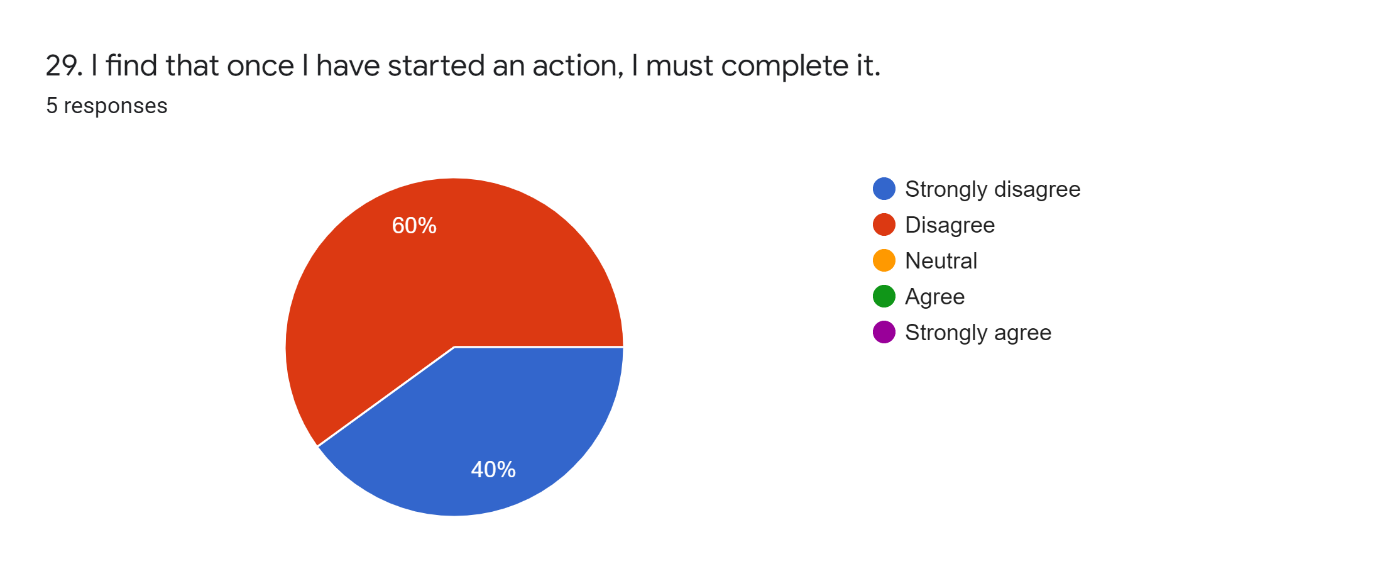 29. I find that once I have started an action, I must complete it.
5 responses
60%
40%
Strongly disagree
Disagree
Neutral
Agree
Strongly agree